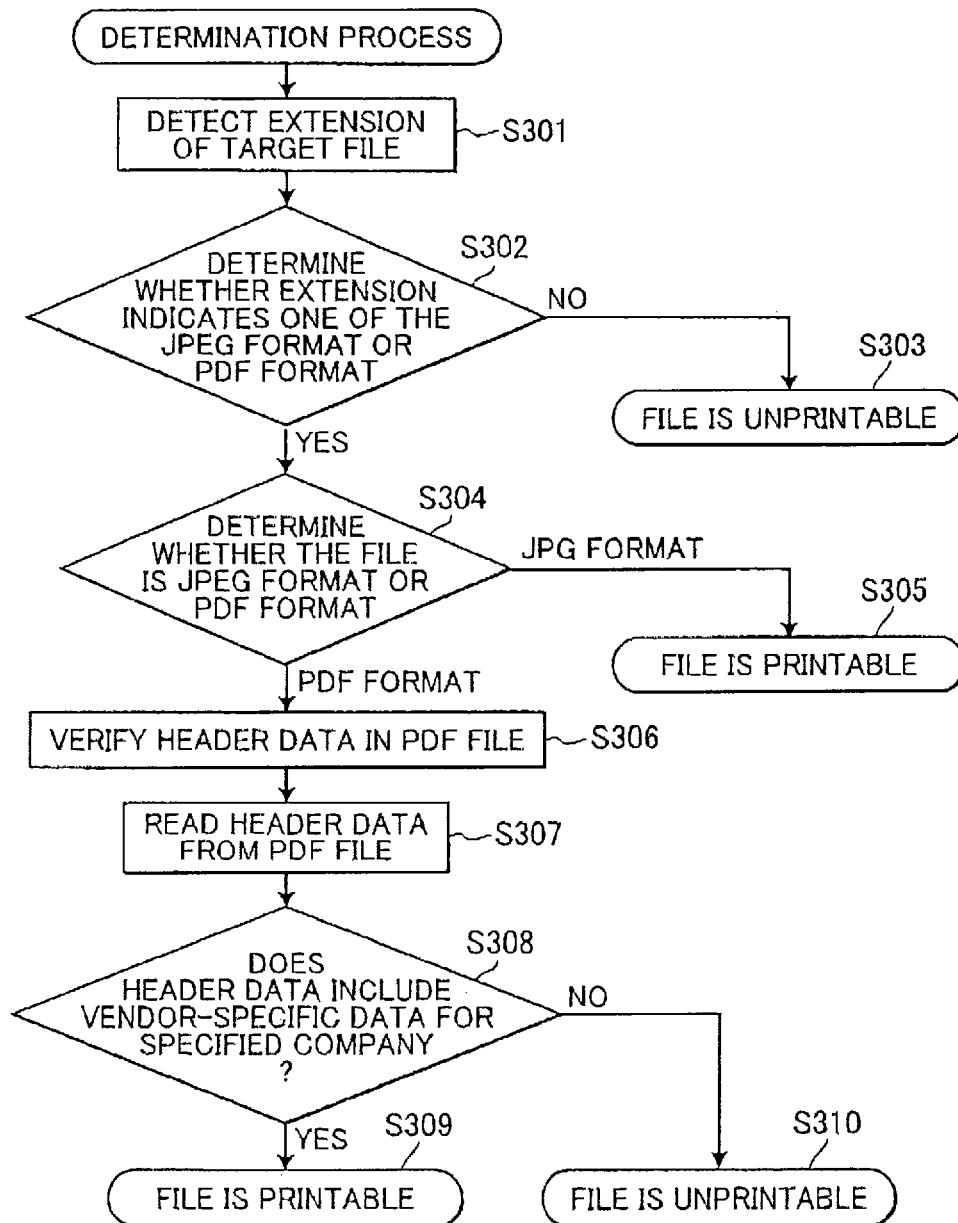 DETERMINATION PROCESS
DETECT EXTENSION
OF TARGET FILE
S301
DETERMINE
WHETHER EXTENSION
INDICATES ONE OF THE
JPEG FORMAT OR
PDF FORMAT
S302
NO
S303
FILE IS UNPRINTABLE
YES
DETERMINE
WHETHER THE FILE
IS JPEG FORMAT OR
PDF FORMAT
S304
JPG FORMAT
S305
FILE IS PRINTABLE
PDF FORMAT
VERIFY HEADER DATA IN PDF FILE
S306
READ HEADER DATA
FROM PDF FILE
S307
DOES
HEADER DATA INCLUDE
VENDOR-SPECIFIC DATA FOR
SPECIFIED COMPANY
?
S308
NO
YES
S309
FILE IS PRINTABLE
S310
FILE IS UNPRINTABLE